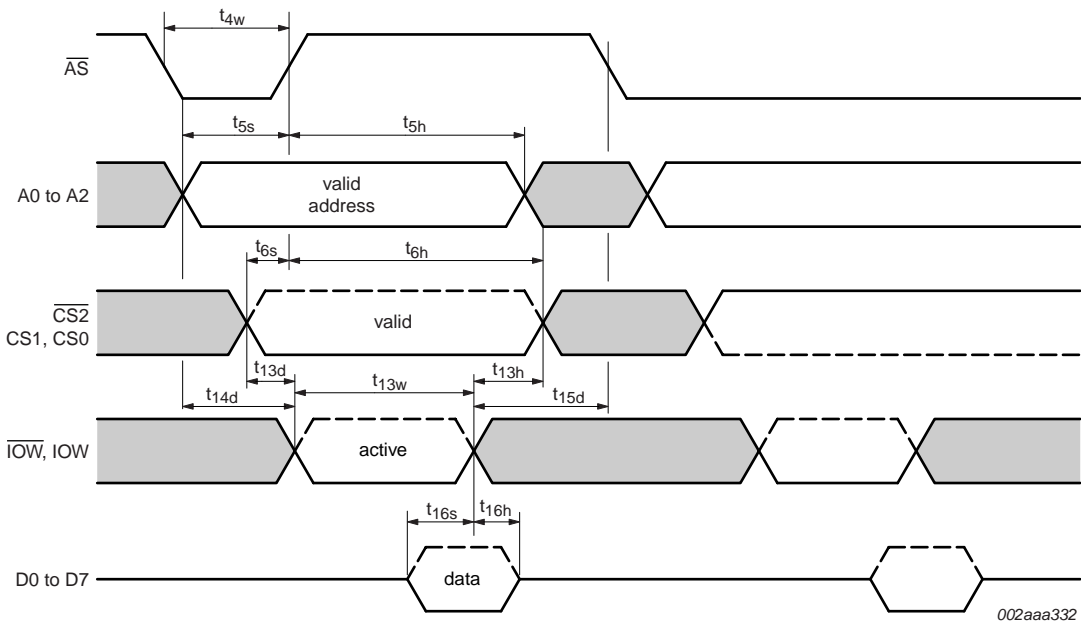 t4w
AS
t5s
t5h
A0 to A2
valid
address
t6s
t6h
CS2
CS1, CS0
valid
t13d
t13w
t13h
t14d
t15d
IOW, IOW
active
t16s
t16h
D0 to D7
data
002aaa332